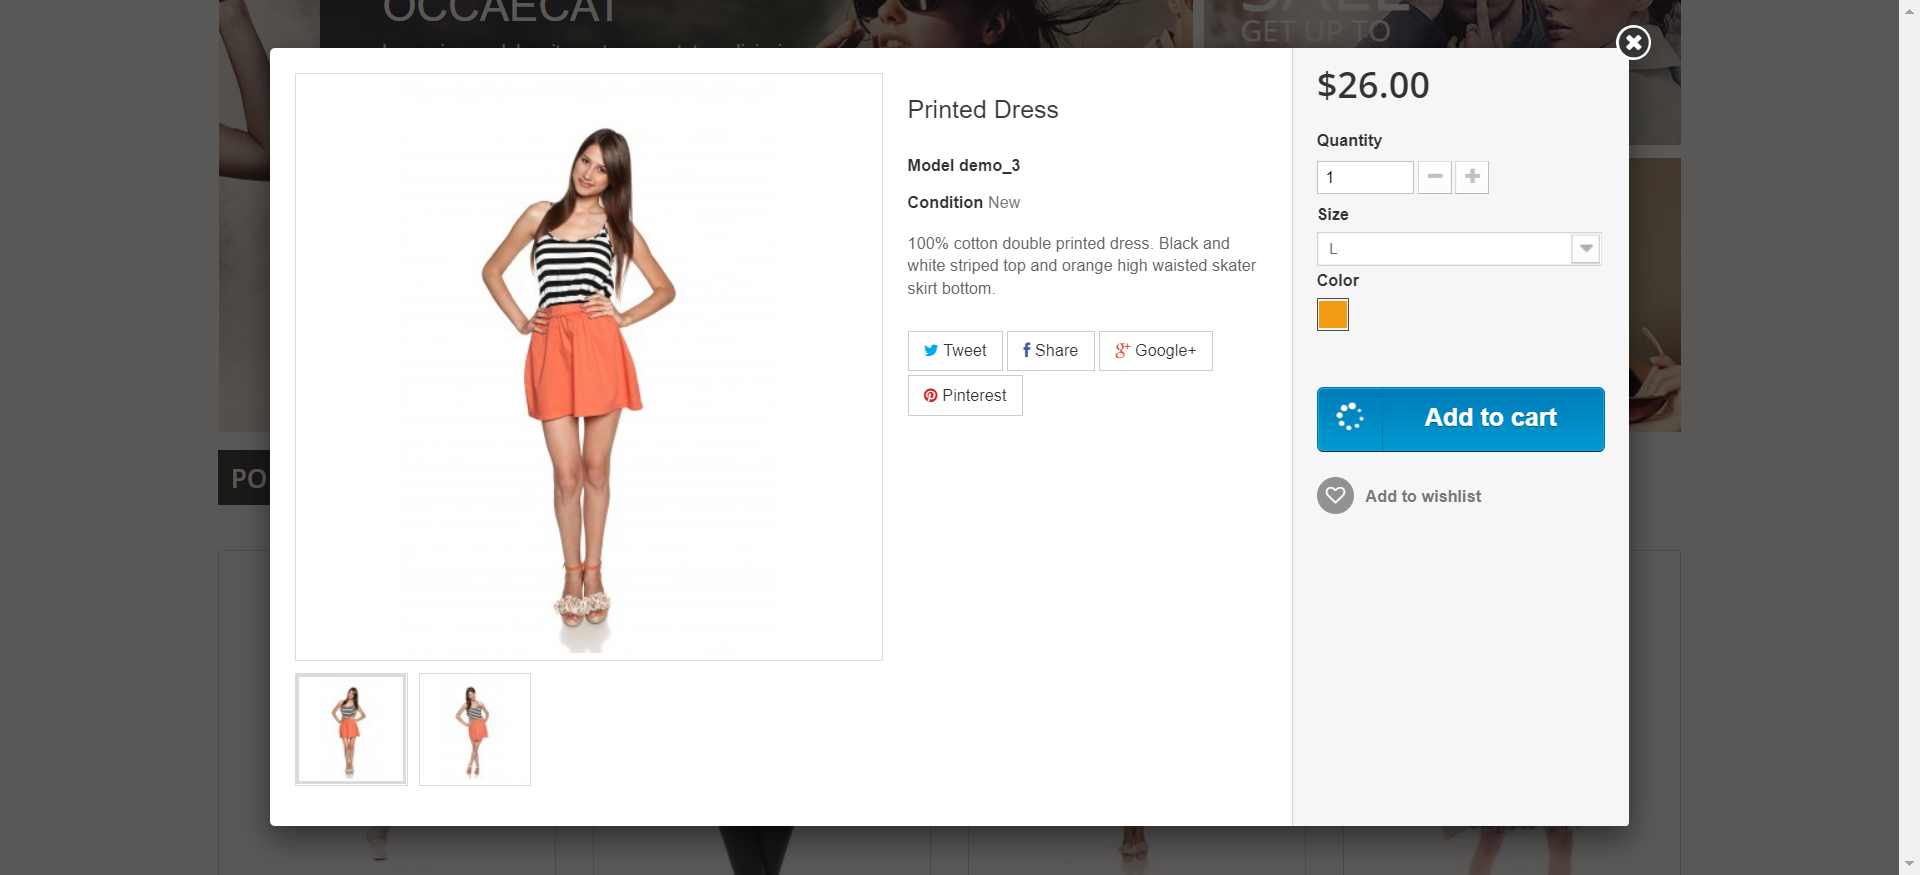 OCCAECAT
SALE
GET UP TO
$26.00
Printed Dress
Quantity
Model demo_3
1
Condition New
Size
100% cotton double printed dress. Black and
white striped top and orange high waisted skater
skirt bottom.
L
Color
Tweet
Share
Google+
Pinterest
Add to cart
Add to wishlist
PO